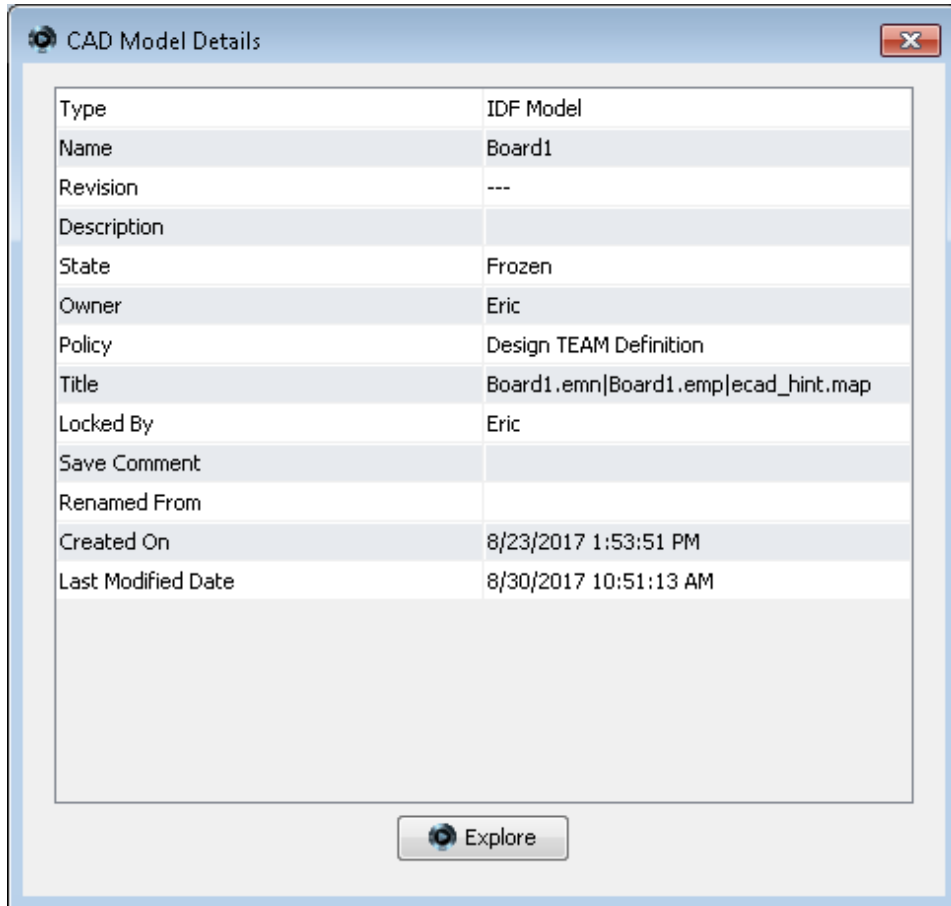 CAD Model Details
Type IDF Model
Name Board1
Revision ---
Description
State Frozen
Owner Eric
Policy Design TEAM Definition
Title Board1.emn|Board1.emp|ecad_hint.map
Locked By Eric
Save Comment
Renamed From
Created On 8/23/2017 1:53:51 PM
Last Modified Date 8/30/2017 10:51:13 AM
Explore